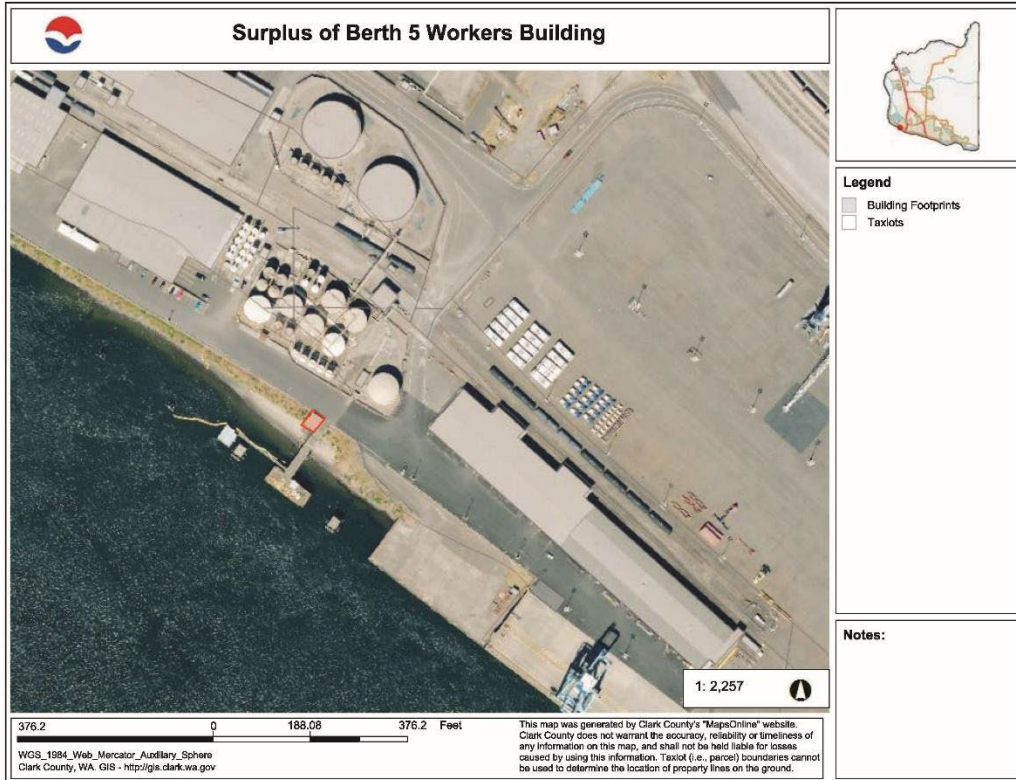 Surplus of Berth 5 Workers Building
Legend
Building Footprints
Taxlots
Notes:
1: 2,257
376.2 0 188.08 376.2 Feet
WGS_1984_Web_Mercator_Auxiliary_Sphere
Clark County, WA. GIS - http://gis.clark.wa.gov
This map was generated by Clark County's "MapsOnline" website.
Clark County does not warrant the accuracy, reliability or timeliness of
any information on this map, and shall not be held liable for losses
caused by using this information. Taxlot (i.e., parcel) boundaries cannot
be used to determine the location of property lines on the ground.